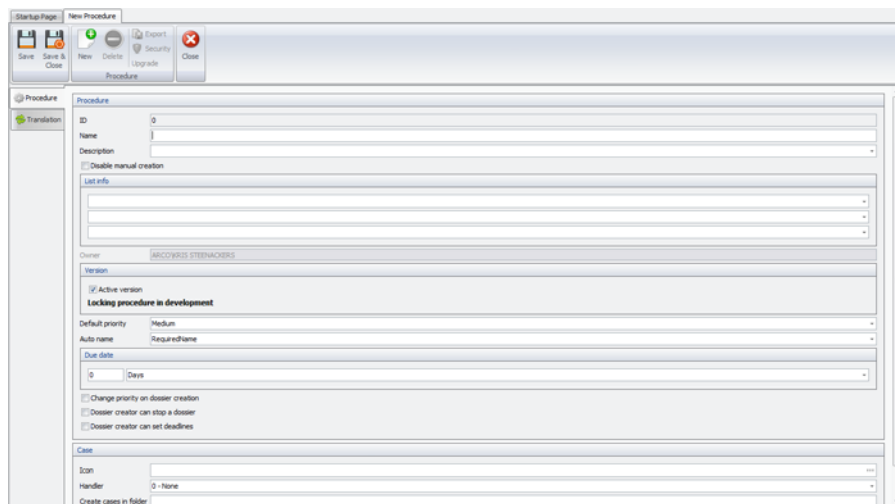 Startup Page New Procedure
Save Save & Close New Delete Export Security Upgrade Close
Procedure
Procedure
Translation
Procedure
ID 0
Name
Description
Disable manual creation
List info
Owner ARCO\KRIS STEENACKERS
Version
Active version
Locking procedure in development
Default priority Medium
Auto name RequiredName
Due date
0 Days
Change priority on dossier creation
Dossier creator can stop a dossier
Dossier creator can set deadlines
Case
Icon
Handler 0 - None
Create cases in folder